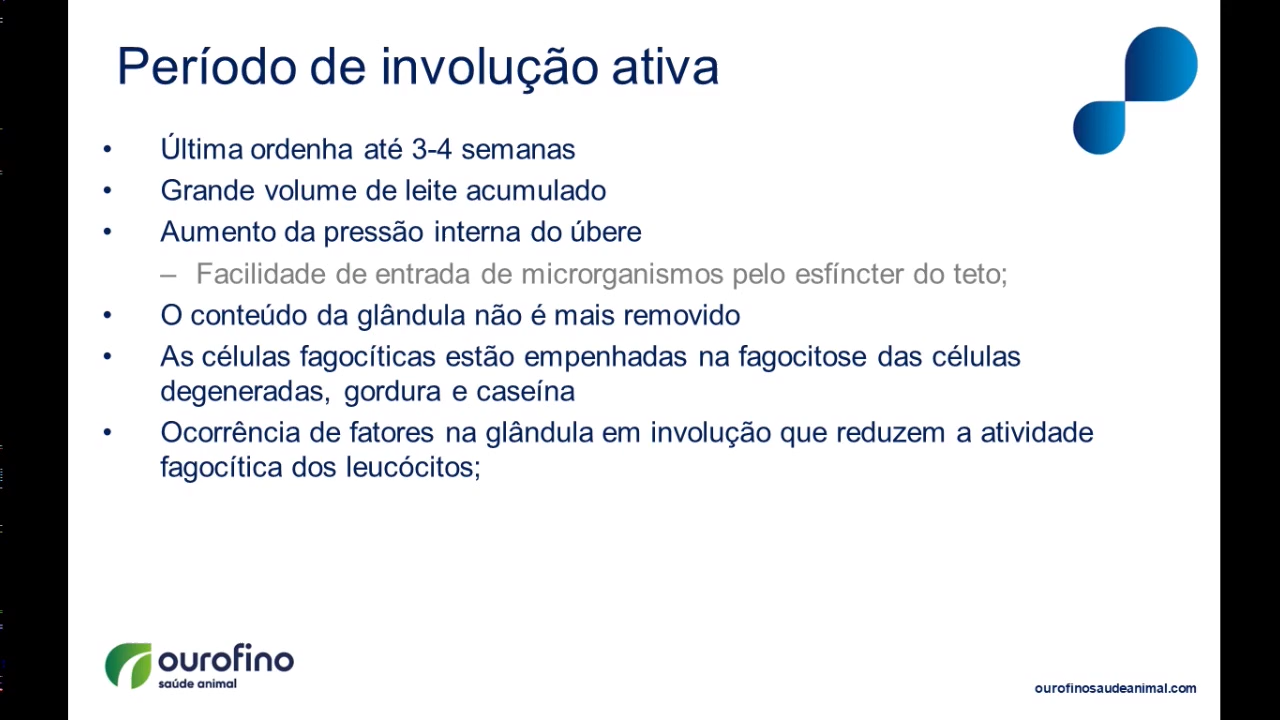 Período de involução ativa
• Última ordenha até 3-4 semanas
• Grande volume de leite acumulado
• Aumento da pressão interna do úbere
– Facilidade de entrada de microrganismos pelo esfíncter do teto;
• O conteúdo da glândula não é mais removido
• As células fagocíticas estão empenhadas na fagocitose das células
degeneradas, gordura e caseína
• Ocorrência de fatores na glândula em involução que reduzem a atividade
fagocítica dos leucócitos;
ourofino
saúde animal
ourofinosaudeanimal.com